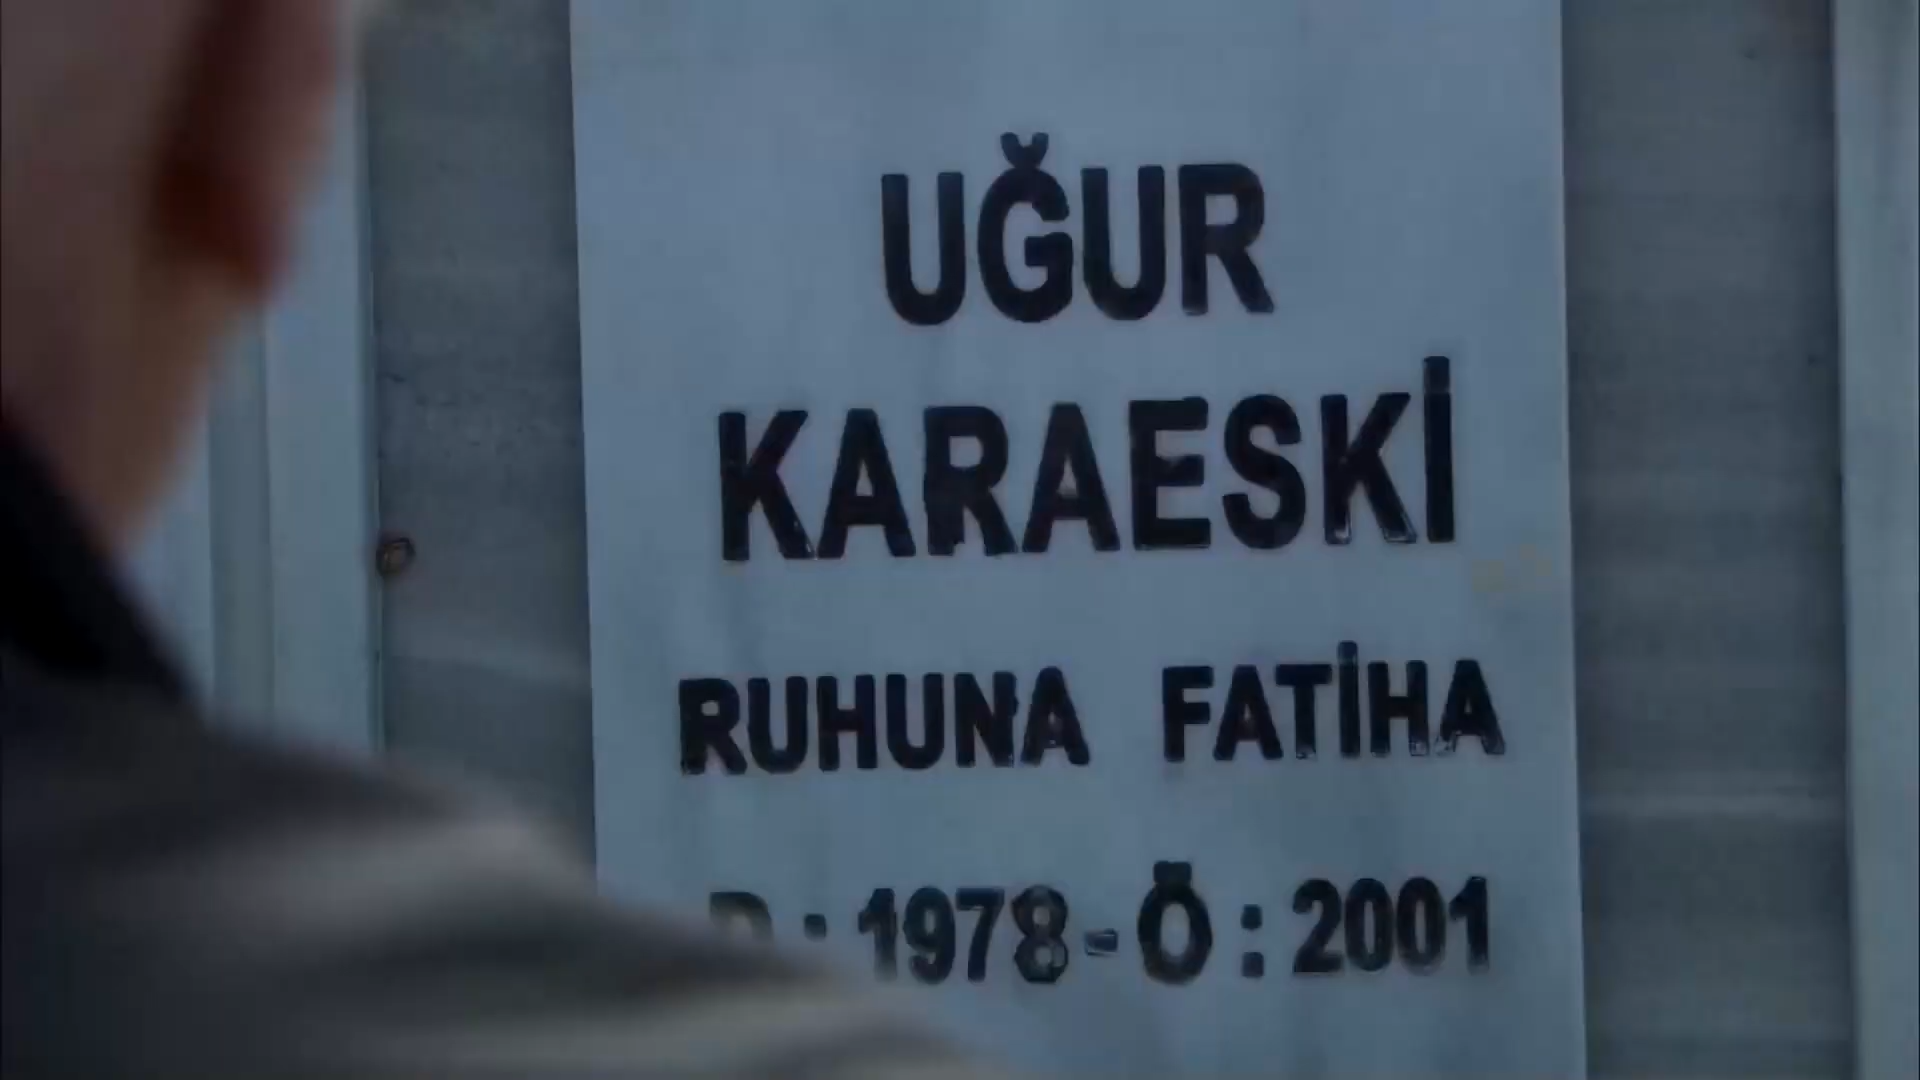 UĞUR
KARAESKİ
RUHUNA FATİHA
D : 1978 - Ö : 2001